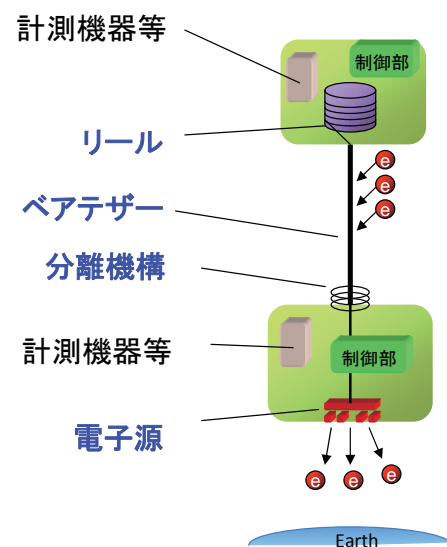 計測機器等
制御部
リール
e
e
e
ベアテザー
分離機構
計測機器等
制御部
電子源
e
e
e
Earth